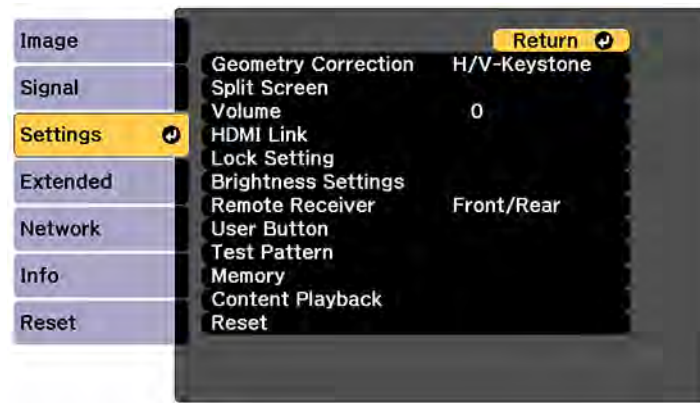 Image
Signal
Settings
Extended
Network
Info
Reset
Return
Geometry Correction H/V-Keystone
Split Screen
Volume 0
HDMI Link
Lock Setting
Brightness Settings
Remote Receiver Front/Rear
User Button
Test Pattern
Memory
Content Playback
Reset